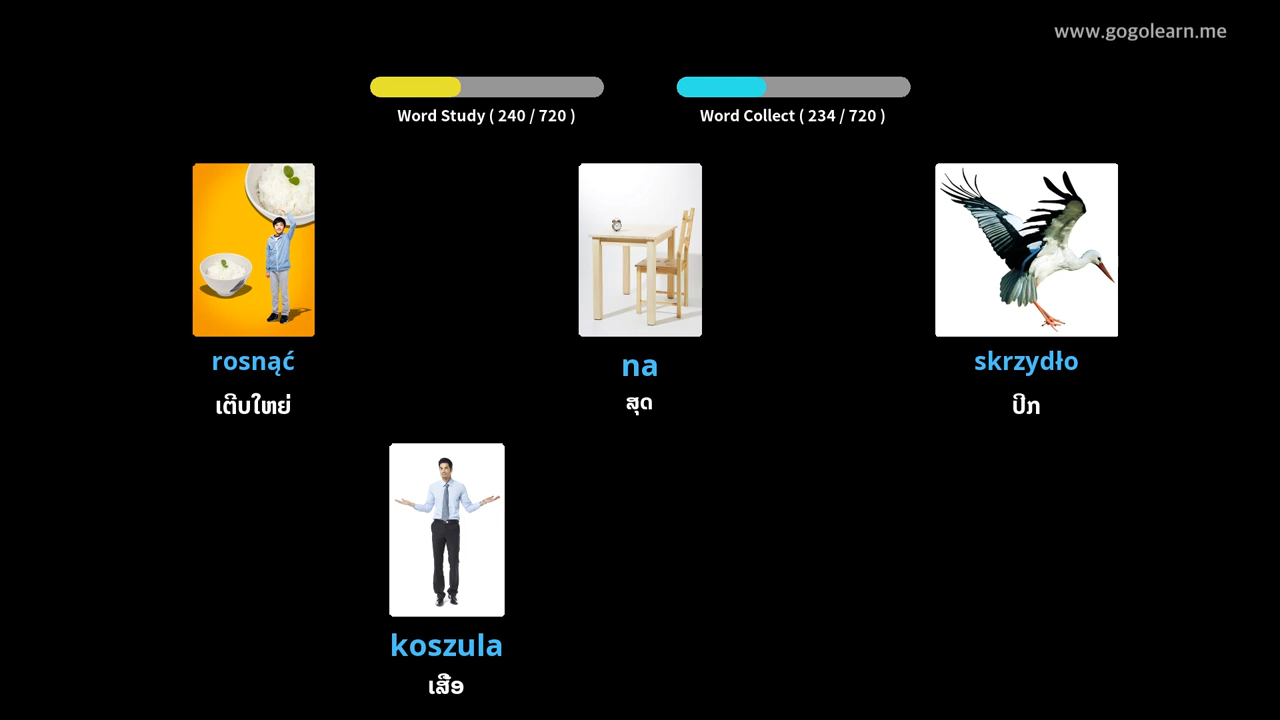 www.gogolearn.me
Word Study ( 240 / 720 )
Word Collect ( 234 / 720 )
rosnąć
ເຕີບໃຫຍ່
na
ສຸດ
skrzydło
ປີກ
koszula
ເສື້ອ